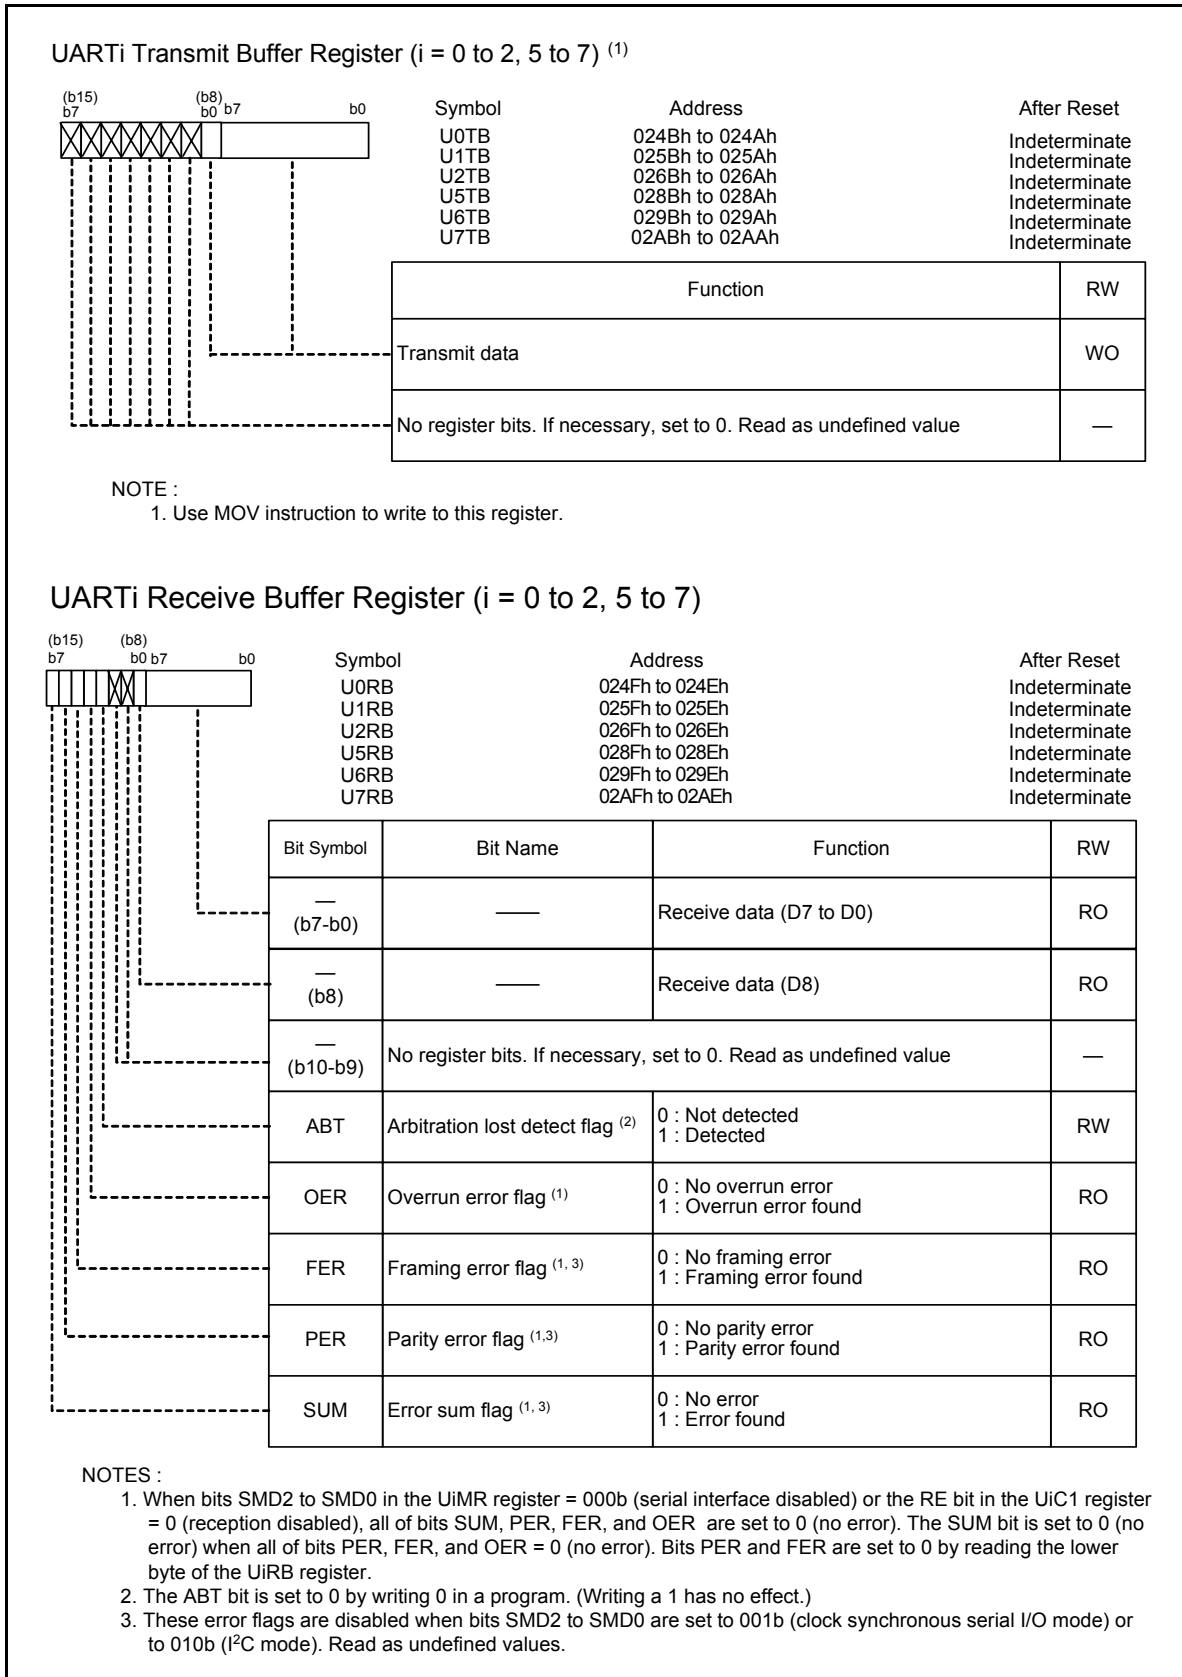 UARTi Transmit Buffer Register (i = 0 to 2, 5 to 7) (1)
(b15) (b8)
b7 b0 b7 b0
Symbol Address After Reset
U0TB 024Bh to 024Ah Indeterminate
U1TB 025Bh to 025Ah Indeterminate
U2TB 026Bh to 026Ah Indeterminate
U5TB 028Bh to 028Ah Indeterminate
U6TB 029Bh to 029Ah Indeterminate
U7TB 02ABh to 02AAh Indeterminate
Function RW
Transmit data WO
No register bits. If necessary, set to 0. Read as undefined value —
NOTE :
1. Use MOV instruction to write to this register.
UARTi Receive Buffer Register (i = 0 to 2, 5 to 7)
(b15) (b8)
b7 b0 b7 b0
Symbol Address After Reset
U0RB 024Fh to 024Eh Indeterminate
U1RB 025Fh to 025Eh Indeterminate
U2RB 026Fh to 026Eh Indeterminate
U5RB 028Fh to 028Eh Indeterminate
U6RB 029Fh to 029Eh Indeterminate
U7RB 02AFh to 02AEh Indeterminate
Bit Symbol Bit Name Function RW
— (b7-b0) — Receive data (D7 to D0) RO
— (b8) — Receive data (D8) RO
— (b10-b9) No register bits. If necessary, set to 0. Read as undefined value —
ABT Arbitration lost detect flag (2) 0 : Not detected
1 : Detected RW
OER Overrun error flag (1) 0 : No overrun error
1 : Overrun error found RO
FER Framing error flag (1, 3) 0 : No framing error
1 : Framing error found RO
PER Parity error flag (1,3) 0 : No parity error
1 : Parity error found RO
SUM Error sum flag (1, 3) 0 : No error
1 : Error found RO
NOTES :
1. When bits SMD2 to SMD0 in the UiMR register = 000b (serial interface disabled) or the RE bit in the UiC1 register
= 0 (reception disabled), all of bits SUM, PER, FER, and OER are set to 0 (no error). The SUM bit is set to 0 (no
error) when all of bits PER, FER, and OER = 0 (no error). Bits PER and FER are set to 0 by reading the lower
byte of the UiRB register.
2. The ABT bit is set to 0 by writing 0 in a program. (Writing a 1 has no effect.)
3. These error flags are disabled when bits SMD2 to SMD0 are set to 001b (clock synchronous serial I/O mode) or
to 010b (I2C mode). Read as undefined values.